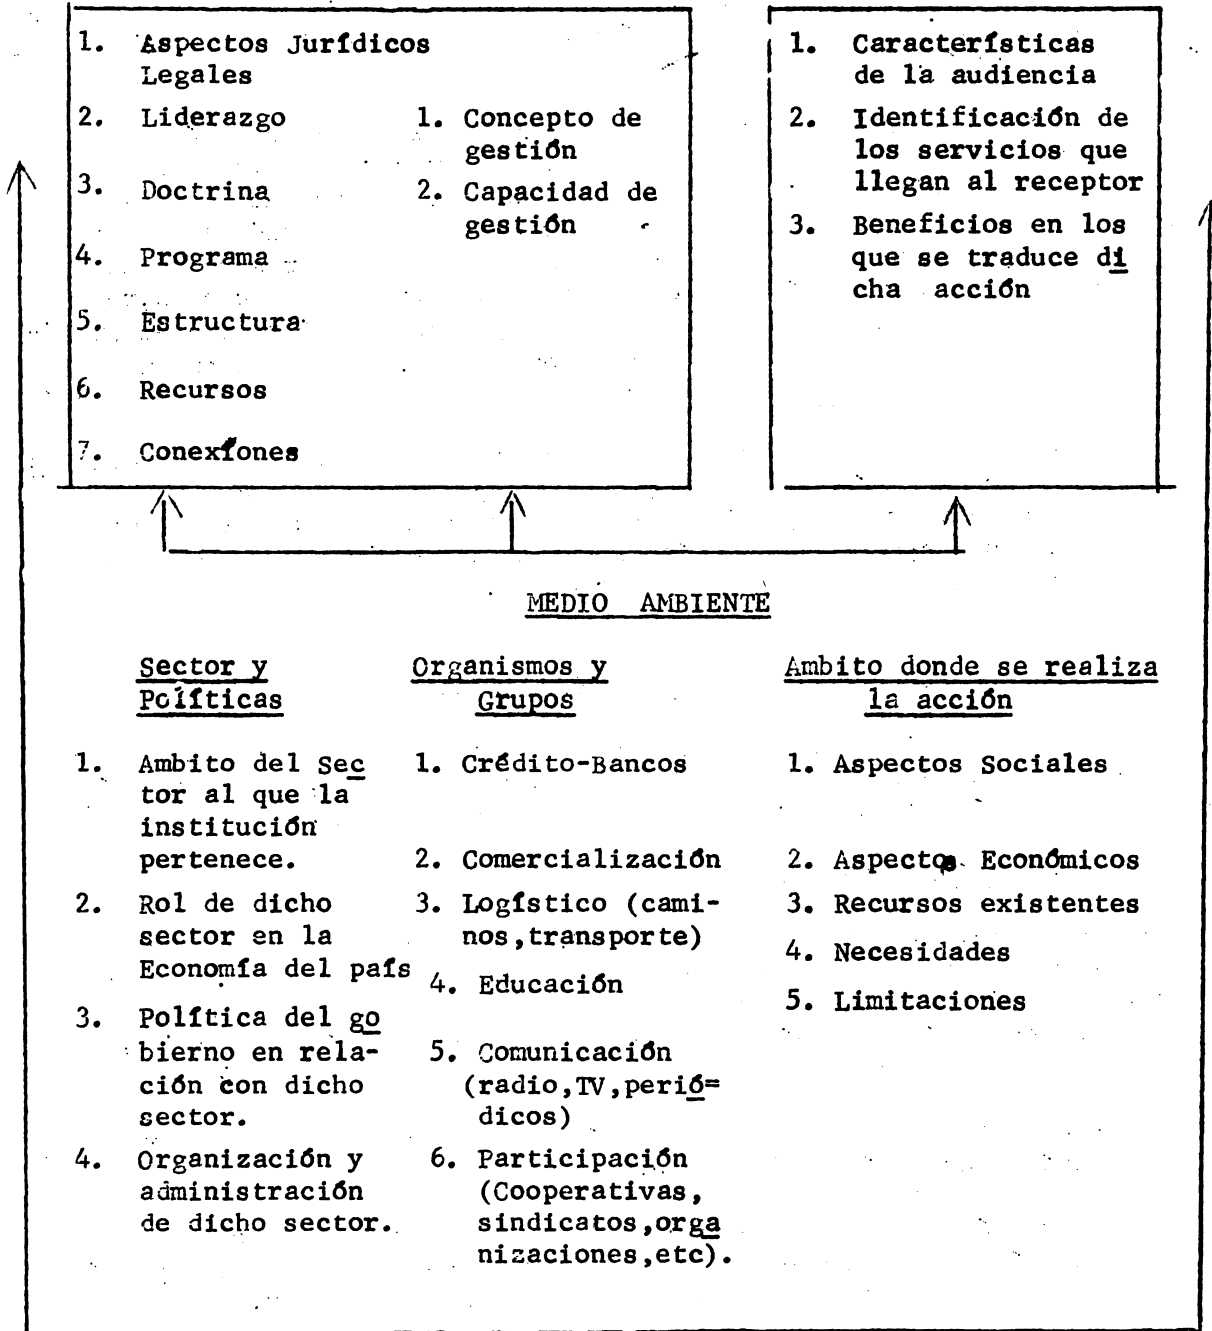 1. Aspectos Jurídicos
Legales
2. Liderazgo
3. Doctrina
4. Programa
5. Estructura
6. Recursos
7. Conexíones
1. Concepto de
gestión
2. Capacidad de
gestión
1. Características
de la audiencia
2. Identificación de
los servicios que
llegan al receptor
3. Beneficios en los
que se traduce di
cha acción
MEDIO AMBIENTE
Sector y
Políticas
1. Ambito del Sec
tor al que la
institución
pertenece.
2. Rol de dicho
sector en la
Economía del país
3. Política del go
bierno en rela-
ción con dicho
sector.
4. Organización y
administración
de dicho sector.
Organismos y
Grupos
1. Crédito-Bancos
2. Comercialización
3. Logístico (cami-
nos,transporte)
4. Educación
5. Comunicación
(radio,TV,perió=
dicos)
6. Participación
(Cooperativas,
sindicatos,orga
nizaciones,etc).
Ambito donde se realiza
la acción
1. Aspectos Sociales
2. Aspectos Económicos
3. Recursos existentes
4. Necesidades
5. Limitaciones